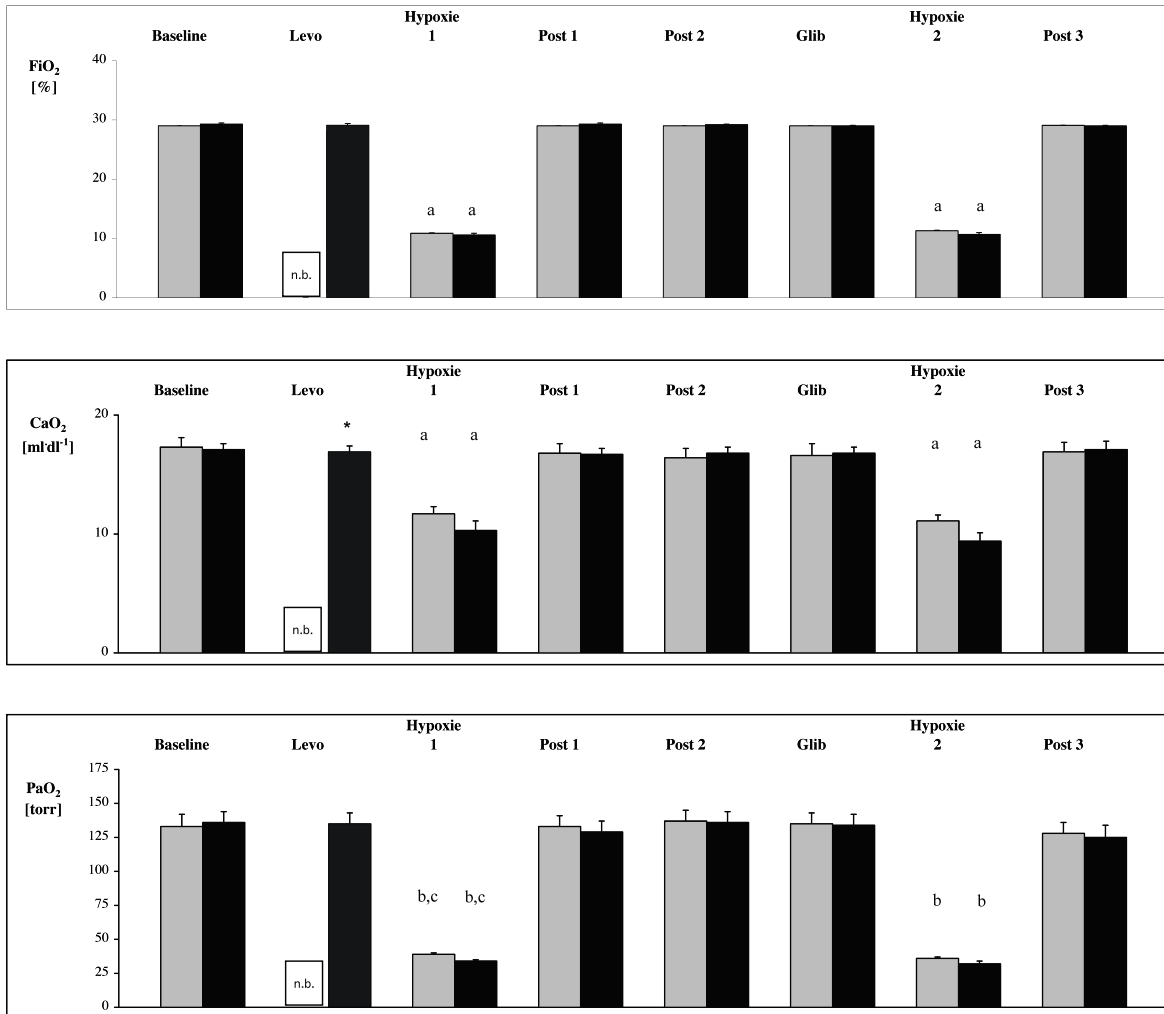 Hypoxie Hypoxie
Baseline Levo 1 Post 1 Post 2 Glib 2 Post 3
FiO2
[%]
40
30
20
a a a a
10
n.b.
0
Hypoxie Hypoxie
Baseline Levo 1 Post 1 Post 2 Glib 2 Post 3
CaO2
[ml·dl-1]
20
* a a a a
10
n.b.
0
Hypoxie Hypoxie
Baseline Levo 1 Post 1 Post 2 Glib 2 Post 3
PaO2
[torr]
175
150
125
100
b,c b,c b b
75
50
25
n.b.
0